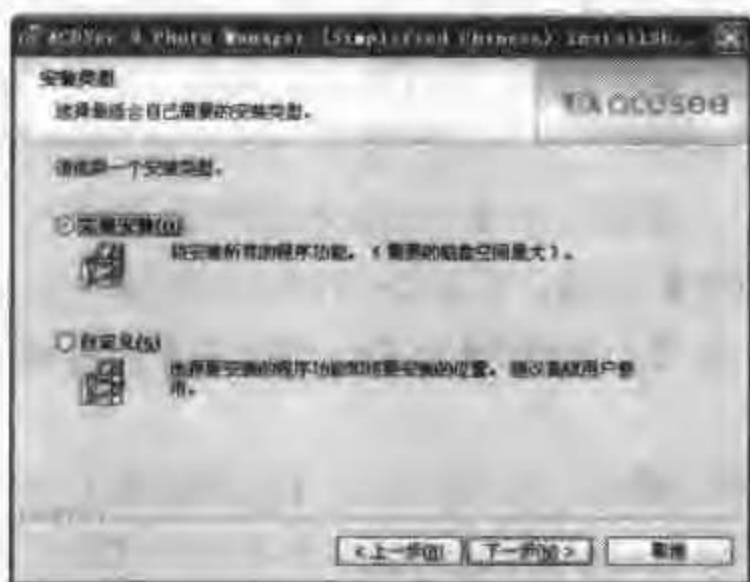 ACDSee 9 Photo Manager (Simplified Chinese) InstallSh...
安装类型
选择最适合自己需要的安装类型。
acdsee
请选择一个安装类型。
完整安装(O)
将安装所有的程序功能。(需要的磁盘空间最大)。
自定义(S)
选择要安装的程序功能和将要安装的位置。建议高级用户使
用。
<上一步(B)
下一步(N)>
取消